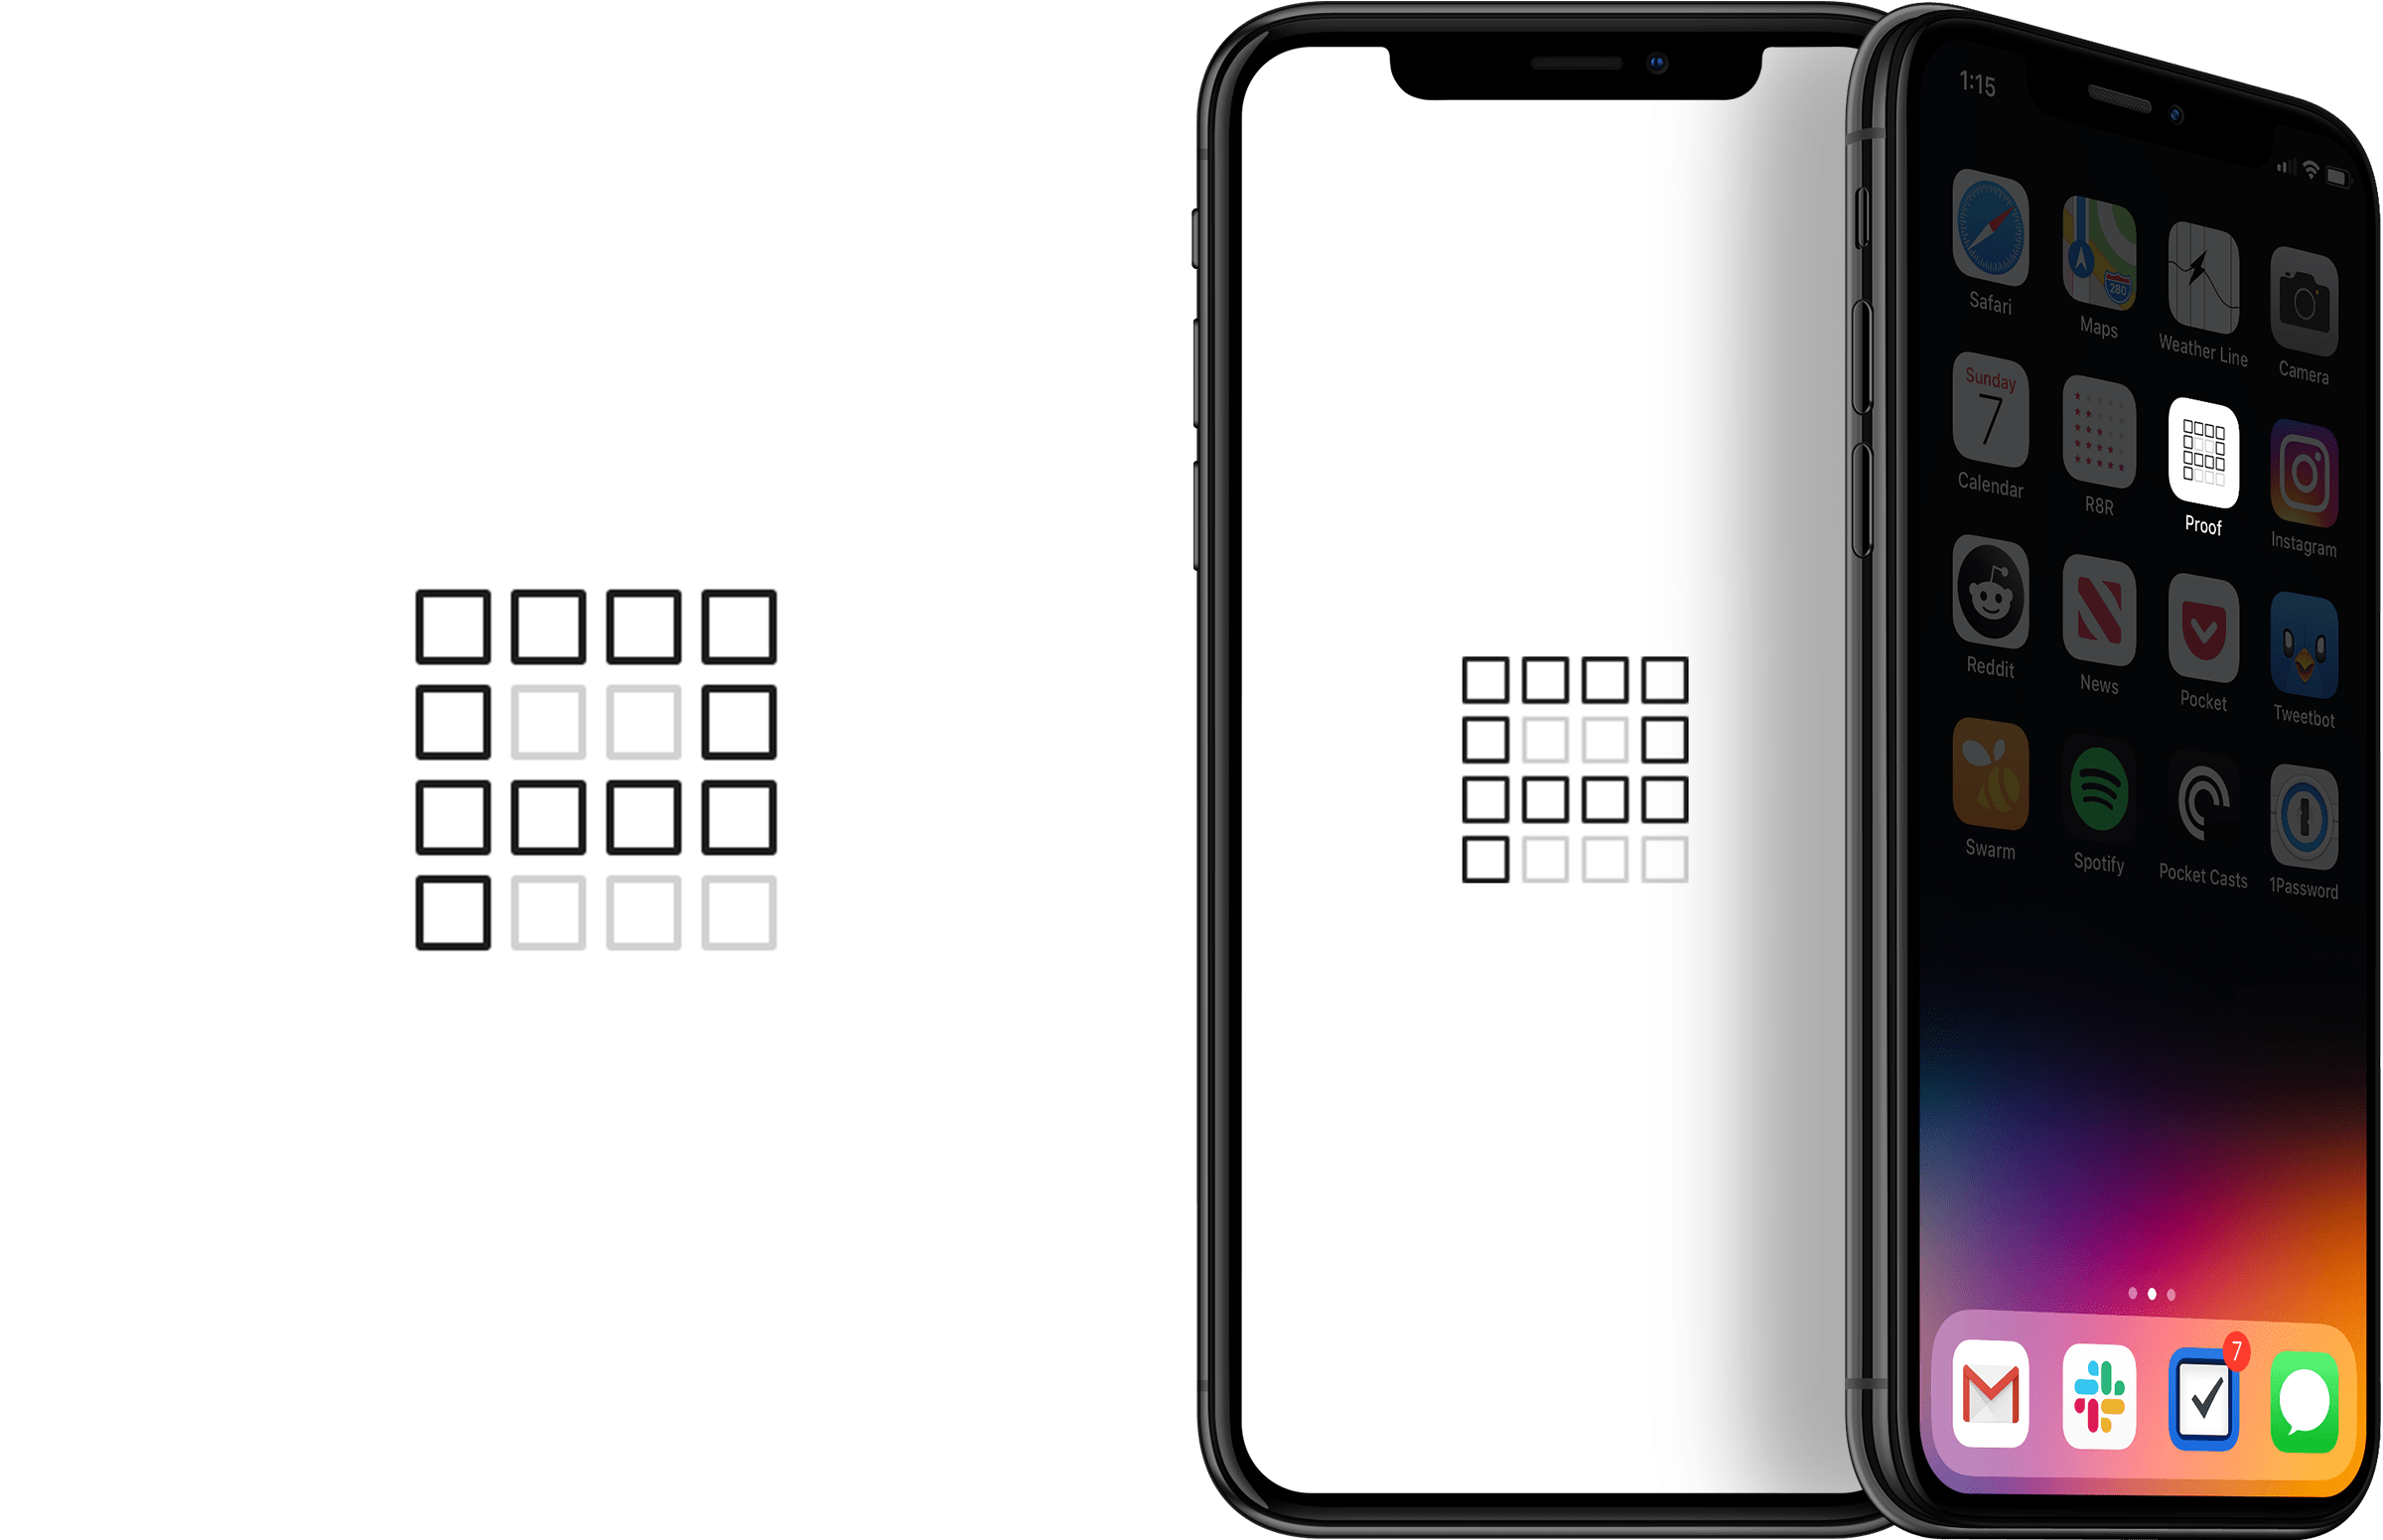 1:15
280
Safari
Maps
Weather Line
Camera
Sunday
7
Calendar
R8R
Proof
Instagram
Reddit
News
Pocket
Tweetbot
Swarm
Spotify
Pocket Casts
1Password
7